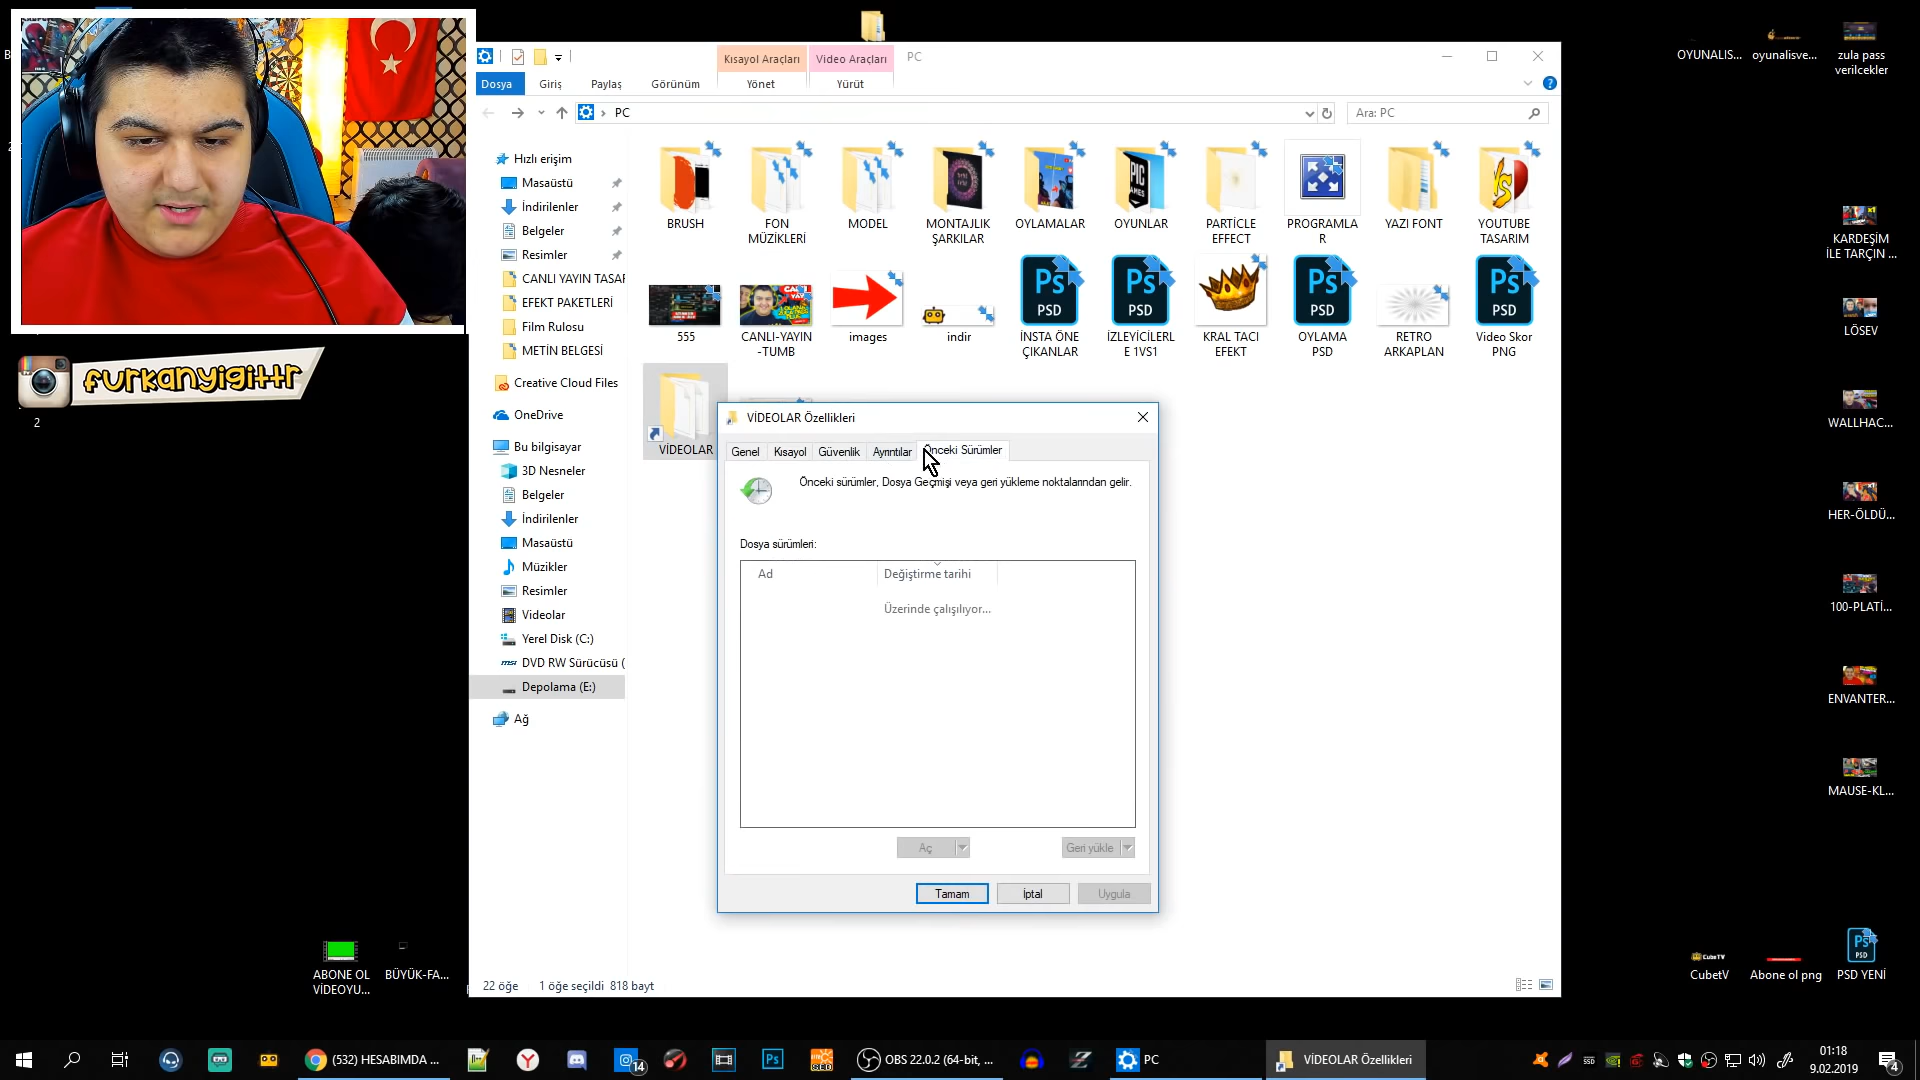 Kısayol Araçları
Video Araçları
PC
Dosya
Giriş
Paylaş
Görünüm
Yönet
Yürüt
PC
Ara: PC
Hızlı erişim
Masaüstü
İndirilenler
Belgeler
Resimler
CANLI YAYIN TASAR
EFEKT PAKETLERİ
Film Rulosu
METİN BELGESİ
Creative Cloud Files
OneDrive
Bu bilgisayar
3D Nesneler
Belgeler
İndirilenler
Masaüstü
Müzikler
Resimler
Videolar
Yerel Disk (C:)
DVD RW Sürücüsü (
Depolama (E:)
Ağ
BRUSH
FON
MÜZİKLERİ
MODEL
MONTAJLIK
ŞARKILAR
OYLAMALAR
OYUNLAR
PARTİCLE
EFFECT
PROGRAMLA
R
YAZI FONT
YOUTUBE
TASARIM
555
CANLI-YAYIN
-TUMB
images
indir
İNSTA ÖNE
ÇIKANLAR
İZLEYİCİLERL
E 1VS1
KRAL TACI
EFEKT
OYLAMA
PSD
RETRO
ARKAPLAN
Video Skor
PNG
VİDEOLAR
VİDEOLAR Özellikleri
Genel
Kısayol
Güvenlik
Ayrıntılar
Önceki Sürümler
Önceki sürümler, Dosya Geçmişi veya geri yükleme noktalarından gelir.
Dosya sürümleri:
Ad
Değiştirme tarihi
Üzerinde çalışılıyor...
Aç
Geri yükle
Tamam
İptal
Uygula
22 öğe
1 öğe seçildi 818 bayt
furkanyigittr
2
ABONE OL
VİDEOYU...
BÜYÜK-FA...
OYUNALIS...
oyunalisve...
zula pass
verilcekler
KARDEŞİM
İLE TARÇIN ...
LÖSEV
WALLHAC...
HER-ÖLDÜ...
100-PLATİ...
ENVANTER...
MAUSE-KL...
CubeTV
Abone ol png
PSD YENİ
(532) HESABIMDA ...
14
OBS 22.0.2 (64-bit, ...
PC
VİDEOLAR Özellikleri
01:18
9.02.2019
4